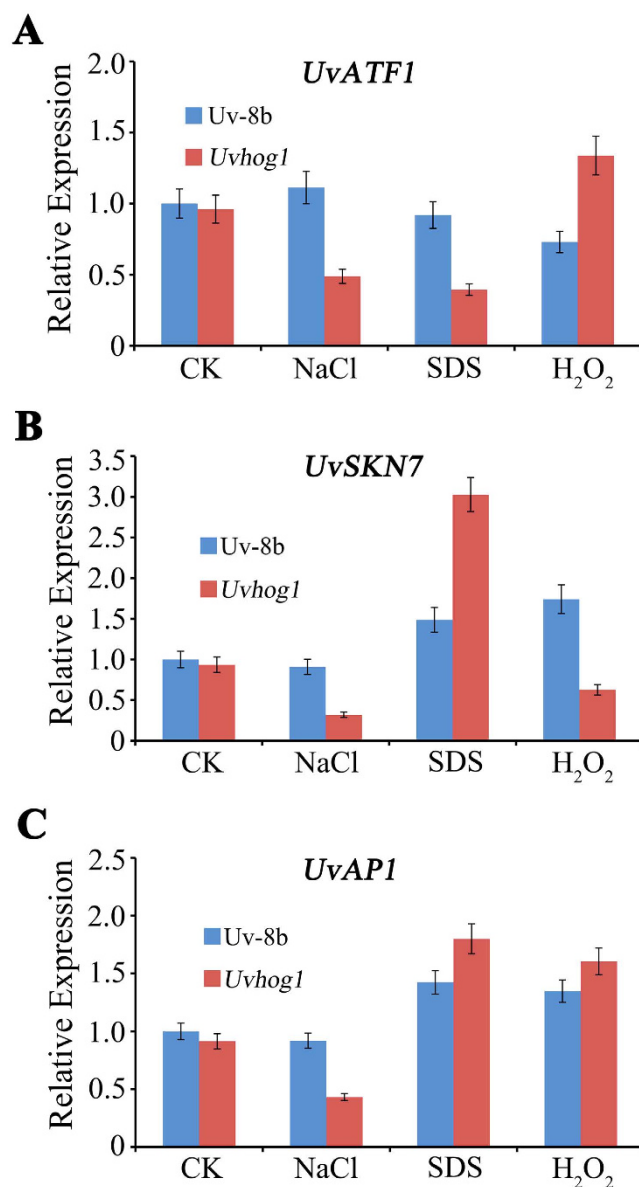 A
UvATF1
Relative Expression
2.0
1.5
1.0
0.5
0
Uv-8b
Uvhog1
CK NaCl SDS H₂O₂
B
UvSKN7
Relative Expression
3.5
3.0
2.5
2.0
1.5
1.0
0.5
0
Uv-8b
Uvhog1
CK NaCl SDS H₂O₂
C
UvAP1
Relative Expression
2.5
2.0
1.5
1.0
0.5
0
Uv-8b
Uvhog1
CK NaCl SDS H₂O₂